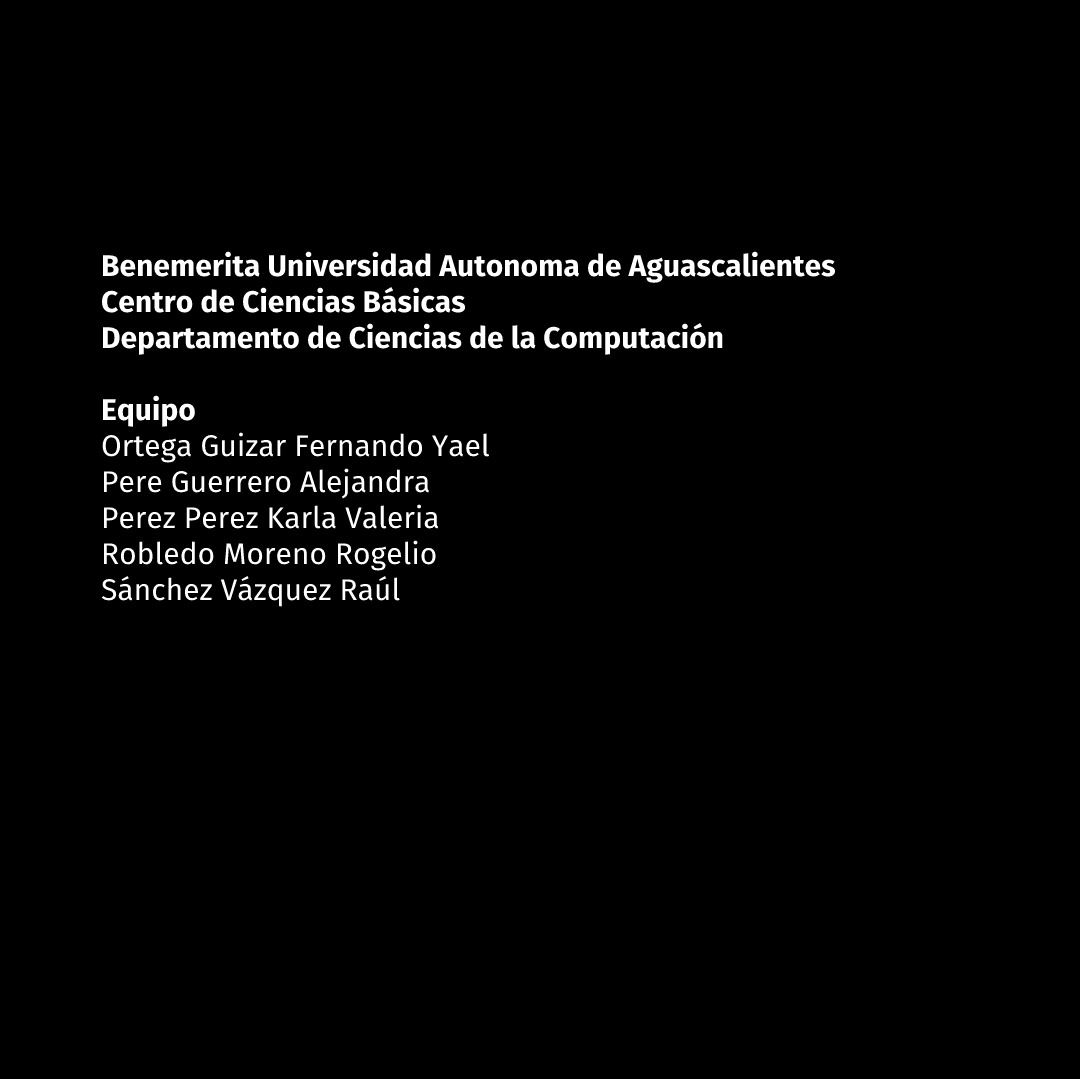 Benemerita Universidad Autonoma de Aguascalientes
Centro de Ciencias Básicas
Departamento de Ciencias de la Computación
Equipo
Ortega Guizar Fernando Yael
Pere Guerrero Alejandra
Perez Perez Karla Valeria
Robledo Moreno Rogelio
Sánchez Vázquez Raúl